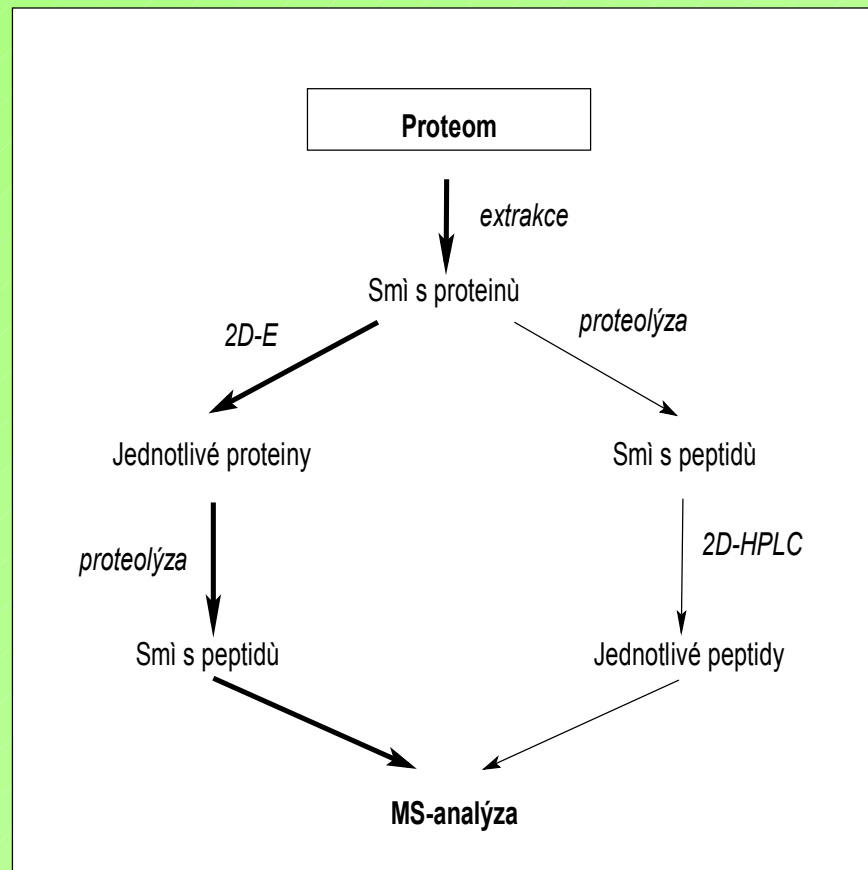 Proteom
extrakce
Smì s proteinù
2D-E
proteolýza
Jednotlivé proteiny
Smì s peptidù
proteolýza
2D-HPLC
Smì s peptidù
Jednotlivé peptidy
MS-analýza